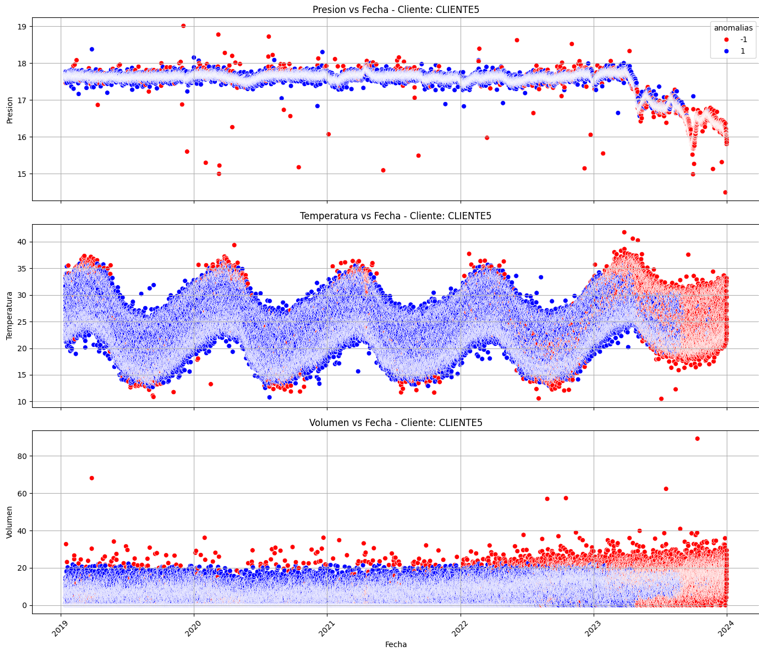 Presion vs Fecha - Cliente: CLIENTE5
anomalias
-1
1
19
18
17
16
15
Presion
Temperatura vs Fecha - Cliente: CLIENTE5
40
35
30
25
20
15
10
Temperatura
Volumen vs Fecha - Cliente: CLIENTE5
80
60
40
20
0
Volumen
2019 2020 2021 2022 2023 2024
Fecha